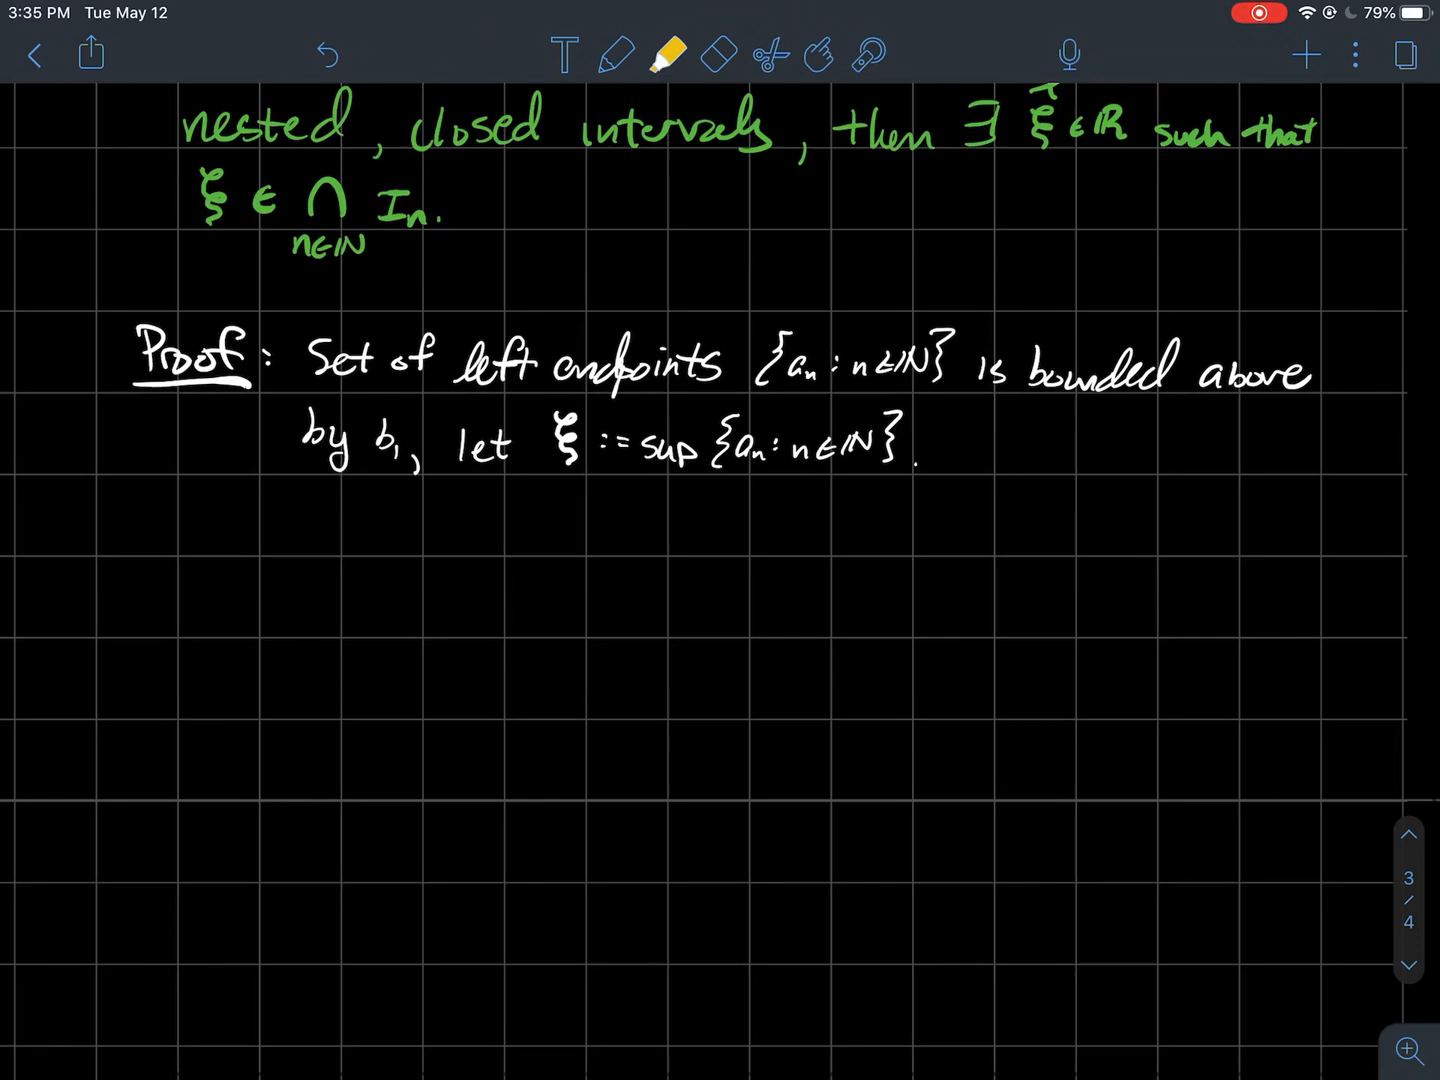 3:35 PM Tue May 12
79%
nested, closed intervals, then ∃ ξ ∈ ℝ such that
ξ ∈ ⋂ Iₙ.
n∈ℕ
Proof: Set of left endpoints {aₙ : n∈ℕ} is bounded above
by b₁, let ξ := sup {aₙ : n∈ℕ}.
3
/
4